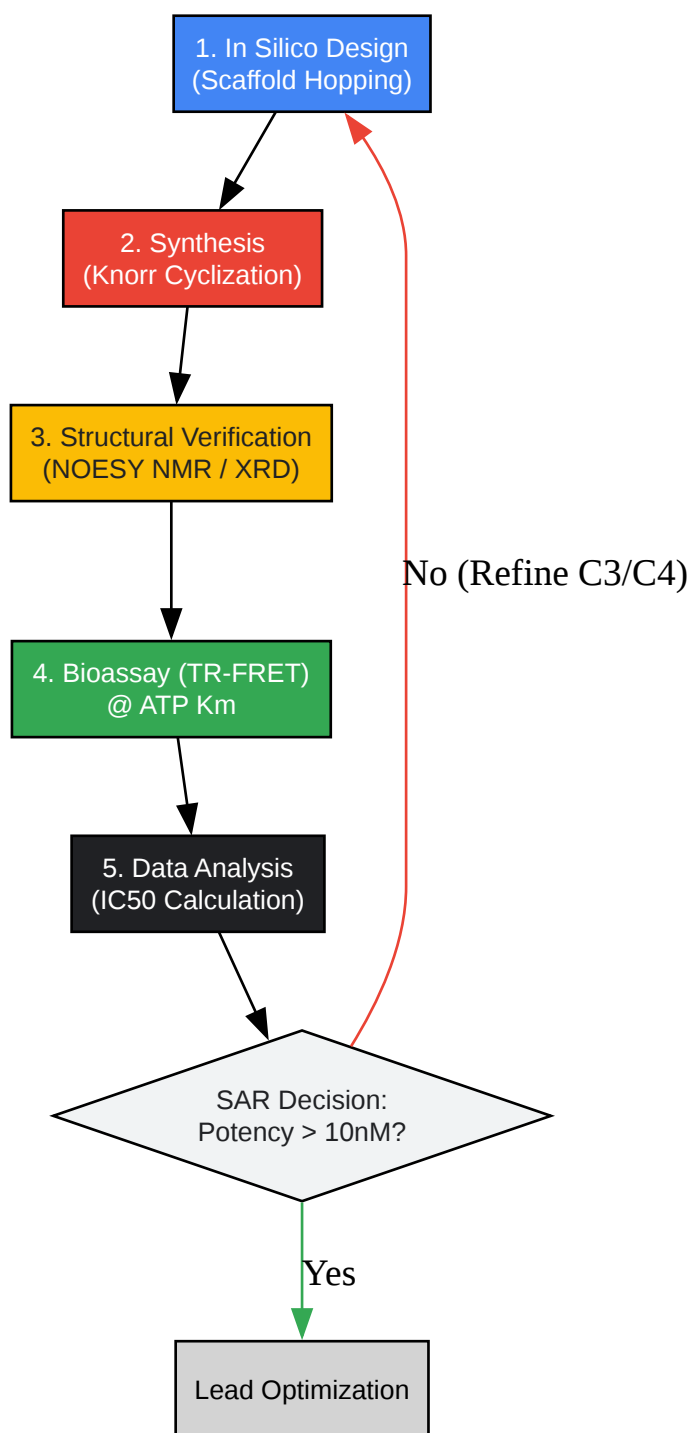 1. In Silico Design
(Scaffold Hopping)
2. Synthesis
(Knorr Cyclization)
3. Structural Verification
(NOESY NMR / XRD)
No (Refine C3/C4)
4. Bioassay (TR-FRET)
@ ATP Km
5. Data Analysis
(IC50 Calculation)
SAR Decision:
Potency > 10nM?
Yes
Lead Optimization